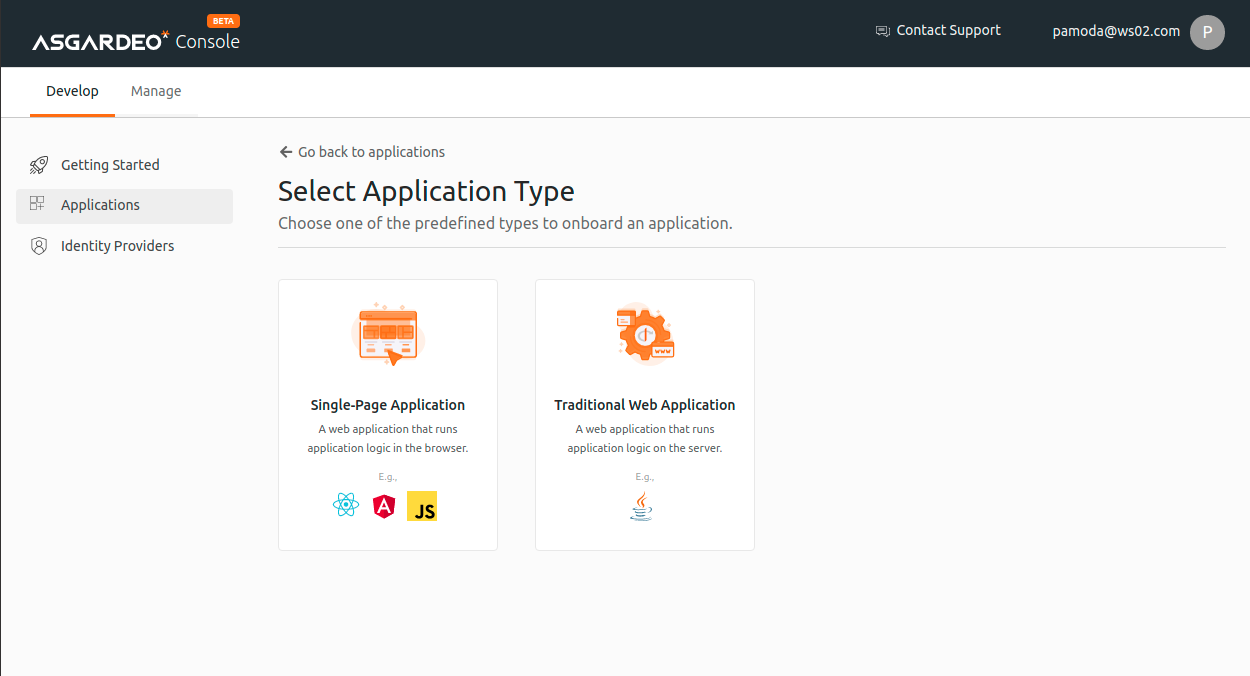 BETA
ASGARDEO Console
Contact Support
pamoda@ws02.com
P
Develop
Manage
Getting Started
Applications
Identity Providers
Go back to applications
Select Application Type
Choose one of the predefined types to onboard an application.
Single-Page Application
A web application that runs
application logic in the browser.
E.g.,
JS
WWW
Traditional Web Application
A web application that runs
application logic on the server.
E.g.,